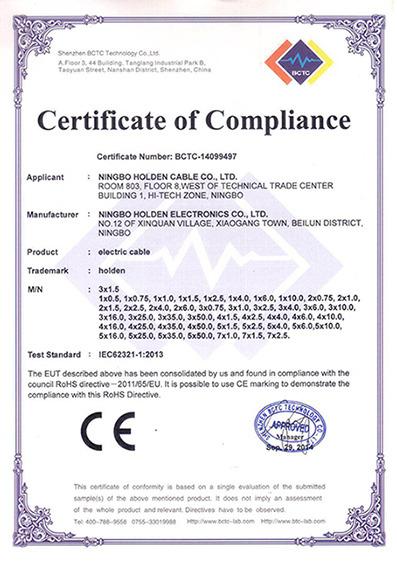 Shenzhen BCTC Technology Co.,Ltd.
A.Floor 3, 44 Building, Tanglang Industrial Park B,
Taoyuan Street, Nanshan District, Shenzhen, China
BCTC
Certificate of Compliance
Certificate Number: BCTC-14099497
Applicant : NINGBO HOLDEN CABLE CO., LTD.
ROOM 803, FLOOR 8,WEST OF TECHNICAL TRADE CENTER
BUILDING 1, HI-TECH ZONE, NINGBO
Manufacturer : NINGBO HOLDEN ELECTRONICS CO., LTD.
NO.12 OF XINQUAN VILLAGE, XIAOGANG TOWN, BEILUN DISTRICT,
NINGBO
Product : electric cable
Trademark : holden
M/N : 3x1.5
1x0.5, 1x0.75, 1x1.0, 1x1.5, 1x2.5, 1x4.0, 1x6.0, 1x10.0, 2x0.75, 2x1.0,
2x1.5, 2x2.5, 2x4.0, 2x6.0, 3x0.75, 3x1.0, 3x2.5, 3x4.0, 3x6.0, 3x10.0,
3x16.0, 3x25.0, 3x35.0, 3x50.0, 4x1.5, 4x2.5, 4x4.0, 4x6.0, 4x10.0,
4x16.0, 4x25.0, 4x35.0, 4x50.0, 5x1.5, 5x2.5, 5x4.0, 5x6.0,5x10.0,
5x16.0, 5x25.0, 5x35.0, 5x50.0, 7x1.0, 7x1.5, 7x2.5.
Test Standard : IEC62321-1:2013
The EUT described above has been consolidated by us and found in compliance with the
council RoHS directive－2011/65/EU. It is possible to use CE marking to demonstrate the
compliance with this RoHS Directive.
CE
SHENZHEN BCTC TECHNOLOGY CO., LTD.
APPROVED
Manager
Sep. 29, 2014
This certificate of conformity is based on a single evaluation of the submitted
sample(s) of the above mentioned product. It does not imply an assessment
of the whole product and relevant. Directives have to be observed.
Tel: 400-788-9558 0755-33019988 Http://www.bctc-lab.com http://bctc-lab.com